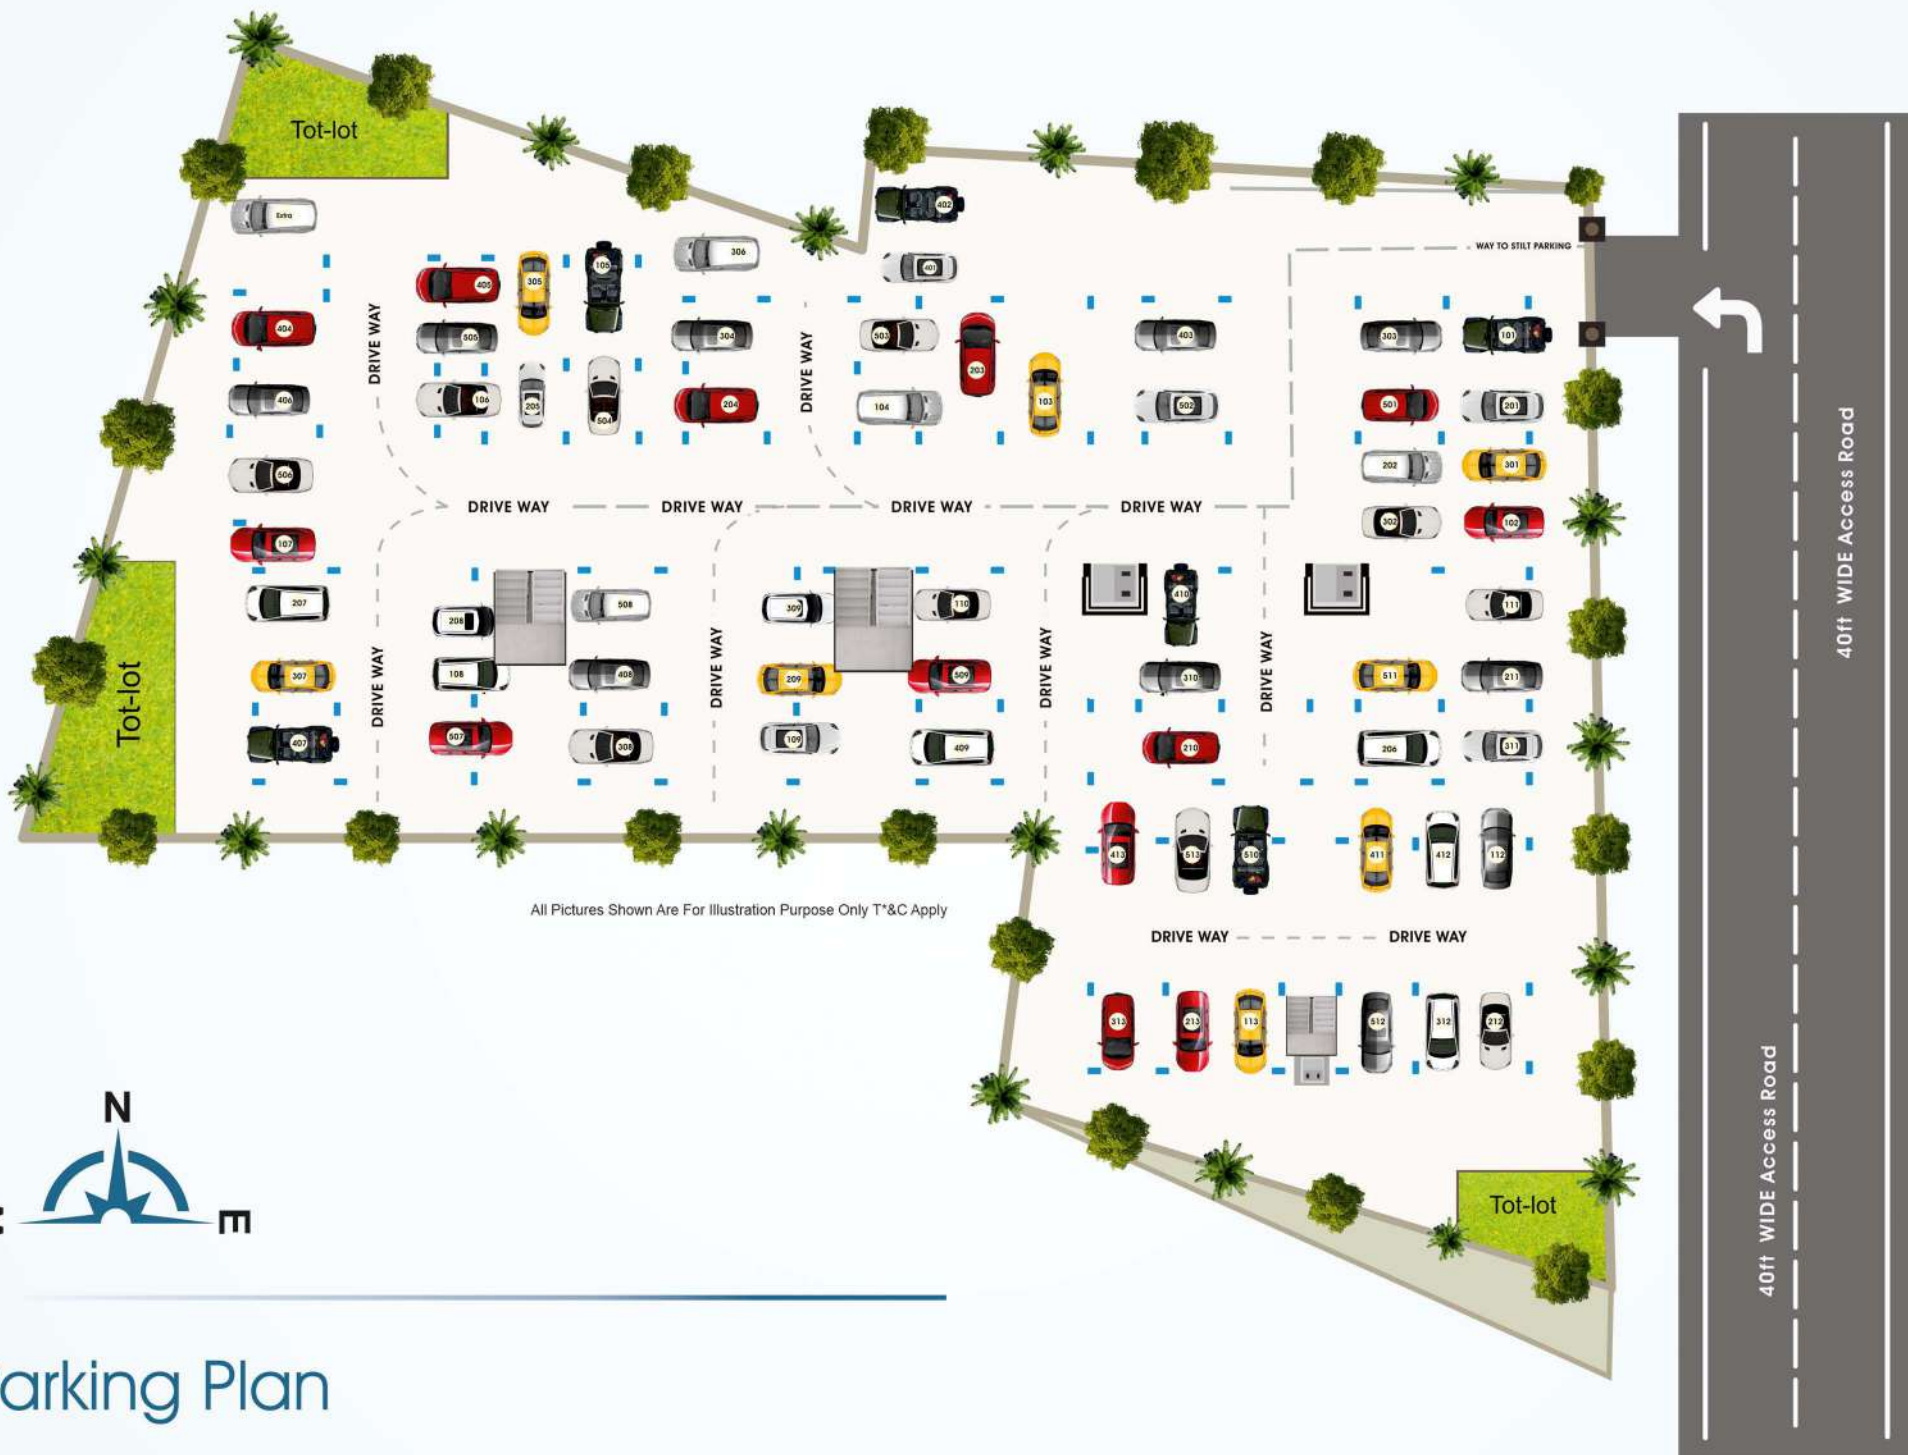 Tot-lot
Extra
402
306
401
WAY TO STILT PARKING
405
305
105
404
505
304
503
203
403
303
101
DRIVE WAY
DRIVE WAY
406
106
205
504
204
104
103
502
501
201
202
301
506
302
102
DRIVE WAY
DRIVE WAY
DRIVE WAY
DRIVE WAY
107
207
208
508
309
110
410
111
307
108
408
209
509
310
511
211
DRIVE WAY
DRIVE WAY
DRIVE WAY
DRIVE WAY
Tot-lot
407
507
308
109
409
210
206
311
413
513
510
411
412
112
All Pictures Shown Are For Illustration Purpose Only T*&C Apply
DRIVE WAY
DRIVE WAY
313
213
113
512
312
212
Tot-lot
40ft WIDE Access Road
40ft WIDE Access Road
N
E
arking Plan